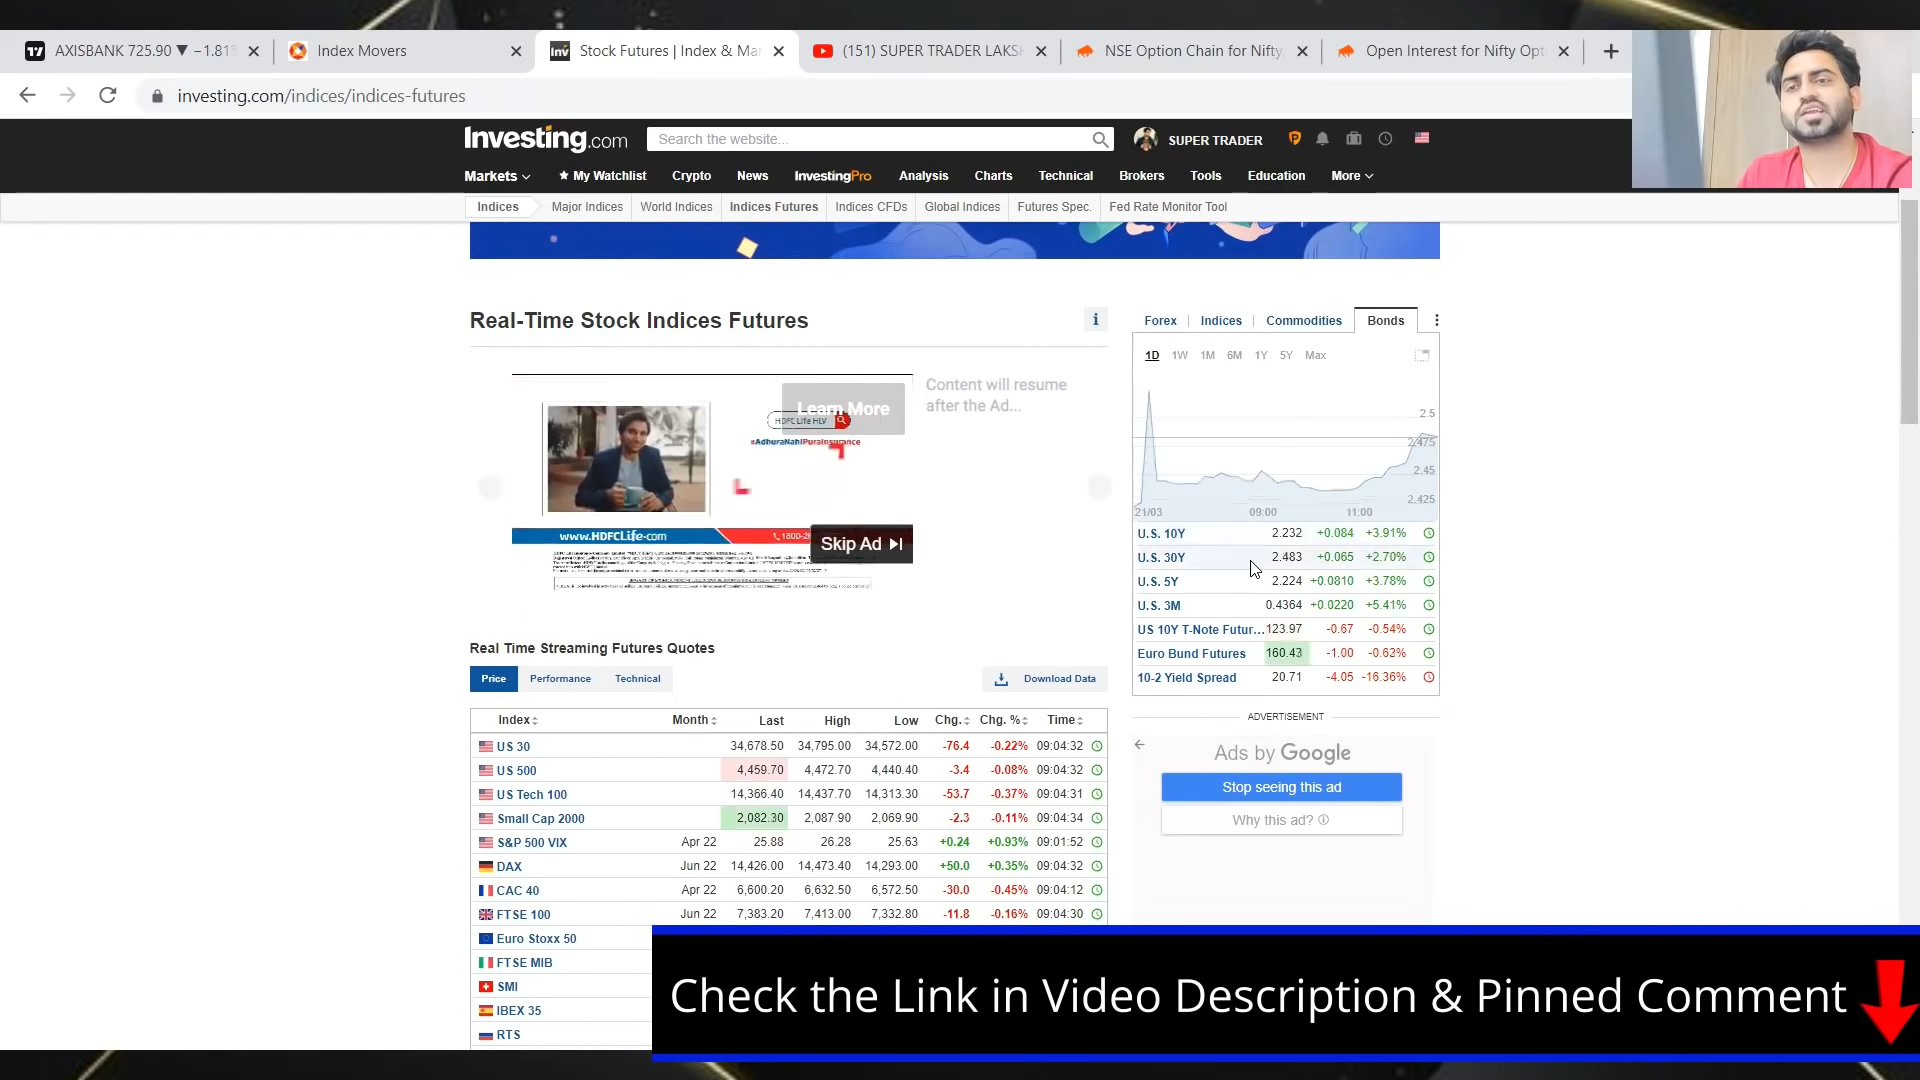 AXISBANK 725.90 ▼ −1.81%
Index Movers
Stock Futures | Index & Ma
(151) SUPER TRADER LAKS
NSE Option Chain for Nifty,
Open Interest for Nifty Opt
investing.com/indices/indices-futures
Investing.com
Search the website...
SUPER TRADER
Markets
★ My Watchlist
Crypto
News
InvestingPro
Analysis
Charts
Technical
Brokers
Tools
Education
More
Indices
Major Indices
World Indices
Indices Futures
Indices CFDs
Global Indices
Futures Spec.
Fed Rate Monitor Tool
Real-Time Stock Indices Futures
i
Learn More
HDFC Life HLV
#AdhuraNahiPuraInsurance
www.HDFCLife.com
Skip Ad
Content will resume
after the Ad...
Forex
Indices
Commodities
Bonds
1D 1W 1M 6M 1Y 5Y Max
2.5
2.475
2.45
2.425
21/03 09:00 11:00
U.S. 10Y 2.232 +0.084 +3.91%
U.S. 30Y 2.483 +0.065 +2.70%
U.S. 5Y 2.224 +0.0810 +3.78%
U.S. 3M 0.4364 +0.0220 +5.41%
US 10Y T-Note Futur... 123.97 -0.67 -0.54%
Euro Bund Futures 160.43 -1.00 -0.62%
10-2 Yield Spread 20.71 -4.05 -16.36%
ADVERTISEMENT
Ads by Google
Stop seeing this ad
Why this ad?
Real Time Streaming Futures Quotes
Price
Performance
Technical
Download Data
Index Month Last High Low Chg. Chg. % Time
US 30 34,678.50 34,795.00 34,572.00 -76.4 -0.22% 09:04:32
US 500 4,459.70 4,472.70 4,440.40 -3.4 -0.08% 09:04:32
US Tech 100 14,366.40 14,437.70 14,313.30 -53.7 -0.37% 09:04:31
Small Cap 2000 2,082.30 2,087.90 2,069.90 -2.3 -0.11% 09:04:34
S&P 500 VIX Apr 22 25.88 26.28 25.63 +0.24 +0.93% 09:01:52
DAX Jun 22 14,426.00 14,473.40 14,293.00 +50.0 +0.35% 09:04:32
CAC 40 Apr 22 6,600.20 6,632.50 6,572.50 -30.0 -0.45% 09:04:12
FTSE 100 Jun 22 7,383.20 7,413.00 7,332.80 -11.8 -0.16% 09:04:30
Euro Stoxx 50
FTSE MIB
SMI
IBEX 35
RTS
Check the Link in Video Description & Pinned Comment